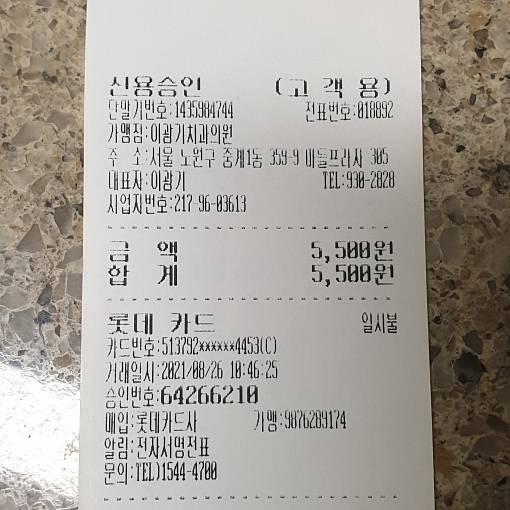 신용승인 (고 객 용)
단말기번호:1435984744 전표번호:018892
가맹점:이광기치과의원
주 소:서울 노원구 중계1동 359-9 마들프라자 305
대표자:이광기 TEL:930-2828
사업자번호:217-96-03613
금 액 5,500원
합 계 5,500원
롯데 카드 일시불
카드번호:513792******4453(C)
거래일시:2021/08/26 10:46:25
승인번호:64266210
매입:롯데카드사 가맹:9876289174
알림:전자서명전표
문의:TEL)1544-4700